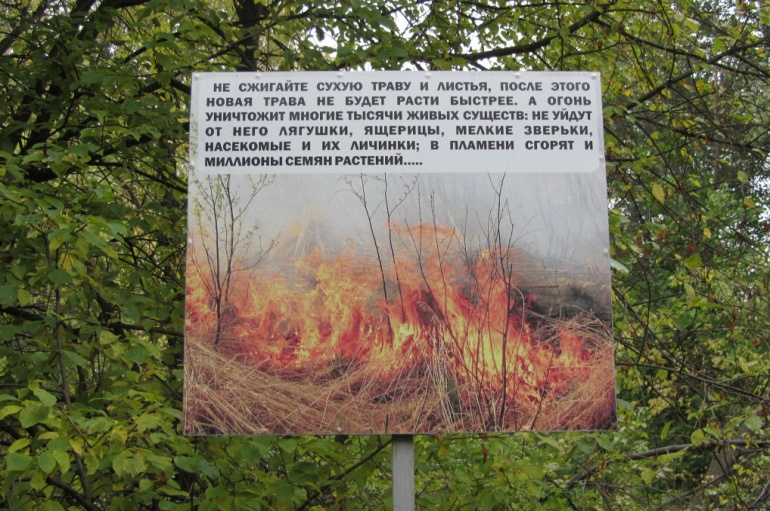 НЕ СЖИГАЙТЕ СУХУЮ ТРАВУ И ЛИСТЬЯ, ПОСЛЕ ЭТОГО
НОВАЯ ТРАВА НЕ БУДЕТ РАСТИ БЫСТРЕЕ. А ОГОНЬ
УНИЧТОЖИТ МНОГИЕ ТЫСЯЧИ ЖИВЫХ СУЩЕСТВ: НЕ УЙДУТ
ОТ НЕГО ЛЯГУШКИ, ЯЩЕРИЦЫ, МЕЛКИЕ ЗВЕРЬКИ,
НАСЕКОМЫЕ И ИХ ЛИЧИНКИ; В ПЛАМЕНИ СГОРЯТ И
МИЛЛИОНЫ СЕМЯН РАСТЕНИЙ.....